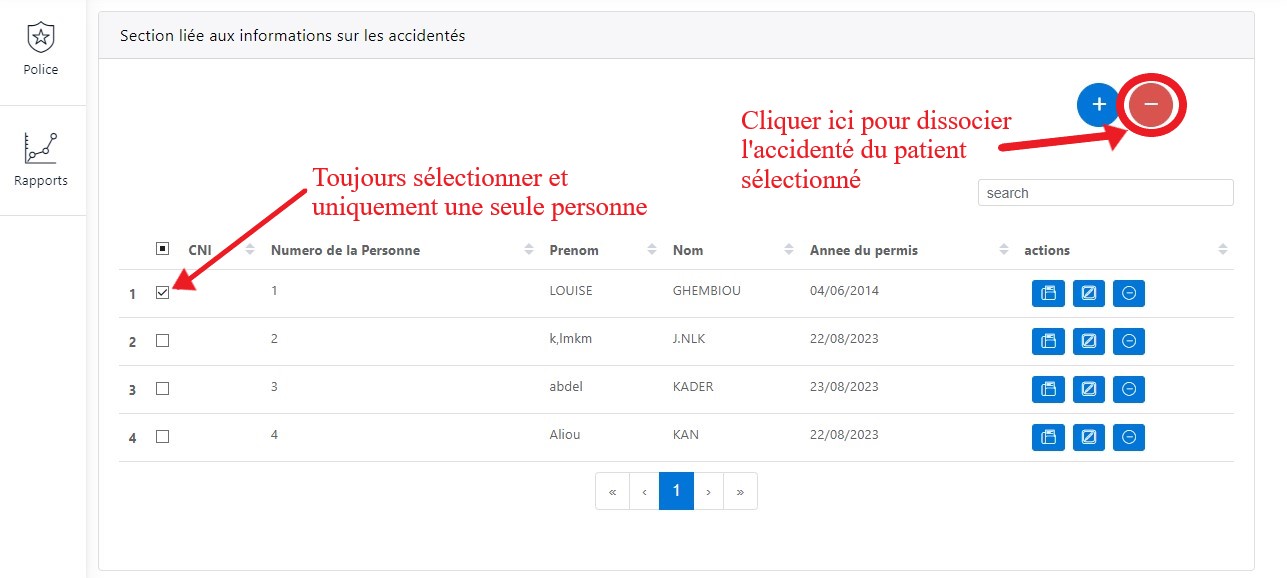 Police
Rapports
Section liée aux informations sur les accidentés
+ −
Cliquer ici pour dissocier
l'accidenté du patient
sélectionné
Toujours sélectionner et
uniquement une seule personne
search
CNI Numero de la Personne Prenom Nom Annee du permis actions
1 1 LOUISE GHEMBIOU 04/06/2014
2 2 k,lmkm J.NLK 22/08/2023
3 3 abdel KADER 23/08/2023
4 4 Aliou KAN 22/08/2023
« ‹ 1 › »